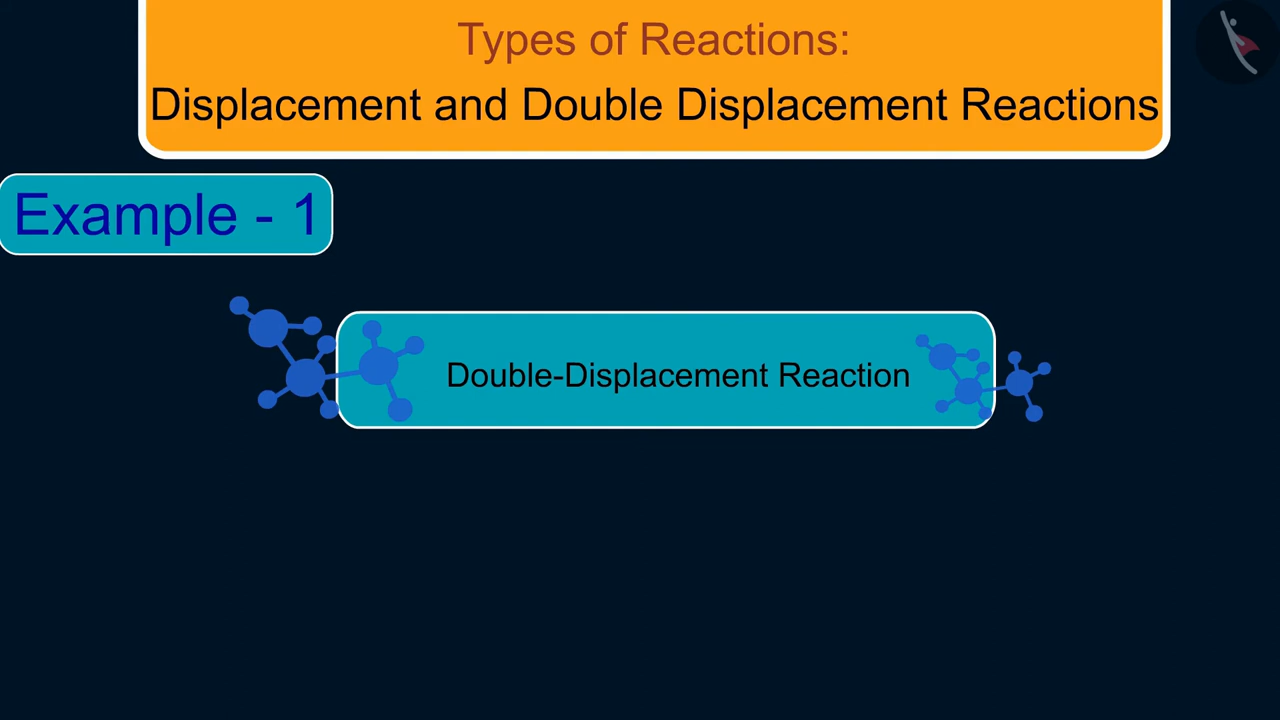 Types of Reactions:
Displacement and Double Displacement Reactions
Example - 1
Double-Displacement Reaction